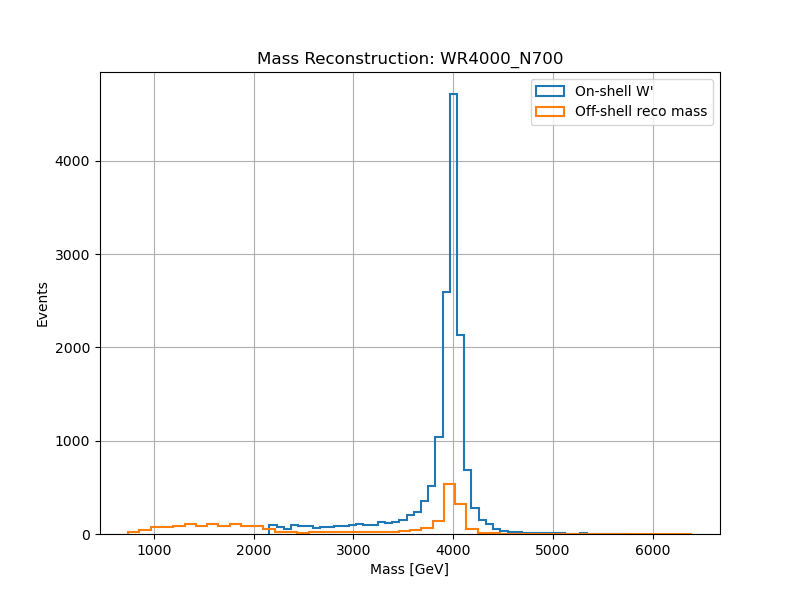 Mass Reconstruction: WR4000_N700
On-shell W'
Off-shell reco mass
Events
4000
3000
2000
1000
0
1000 2000 3000 4000 5000 6000
Mass [GeV]